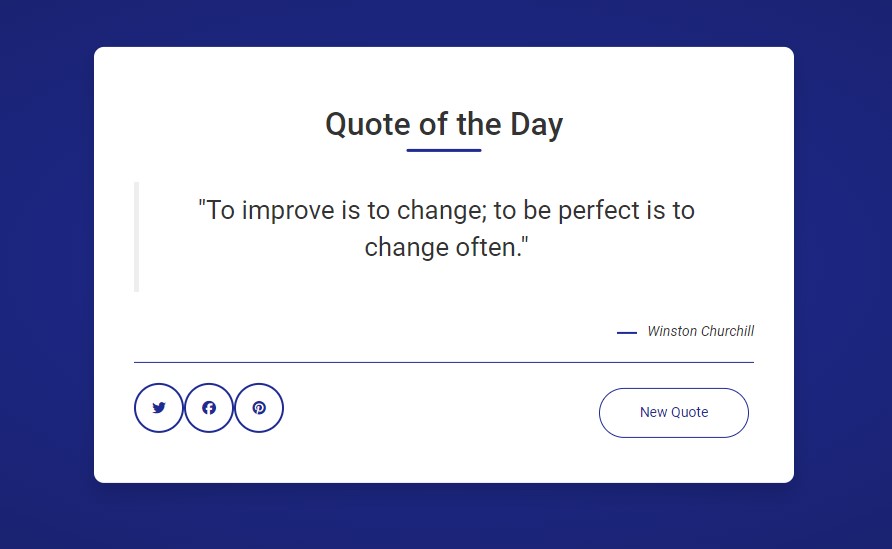 Quote of the Day
"To improve is to change; to be perfect is to
change often."
Winston Churchill
New Quote